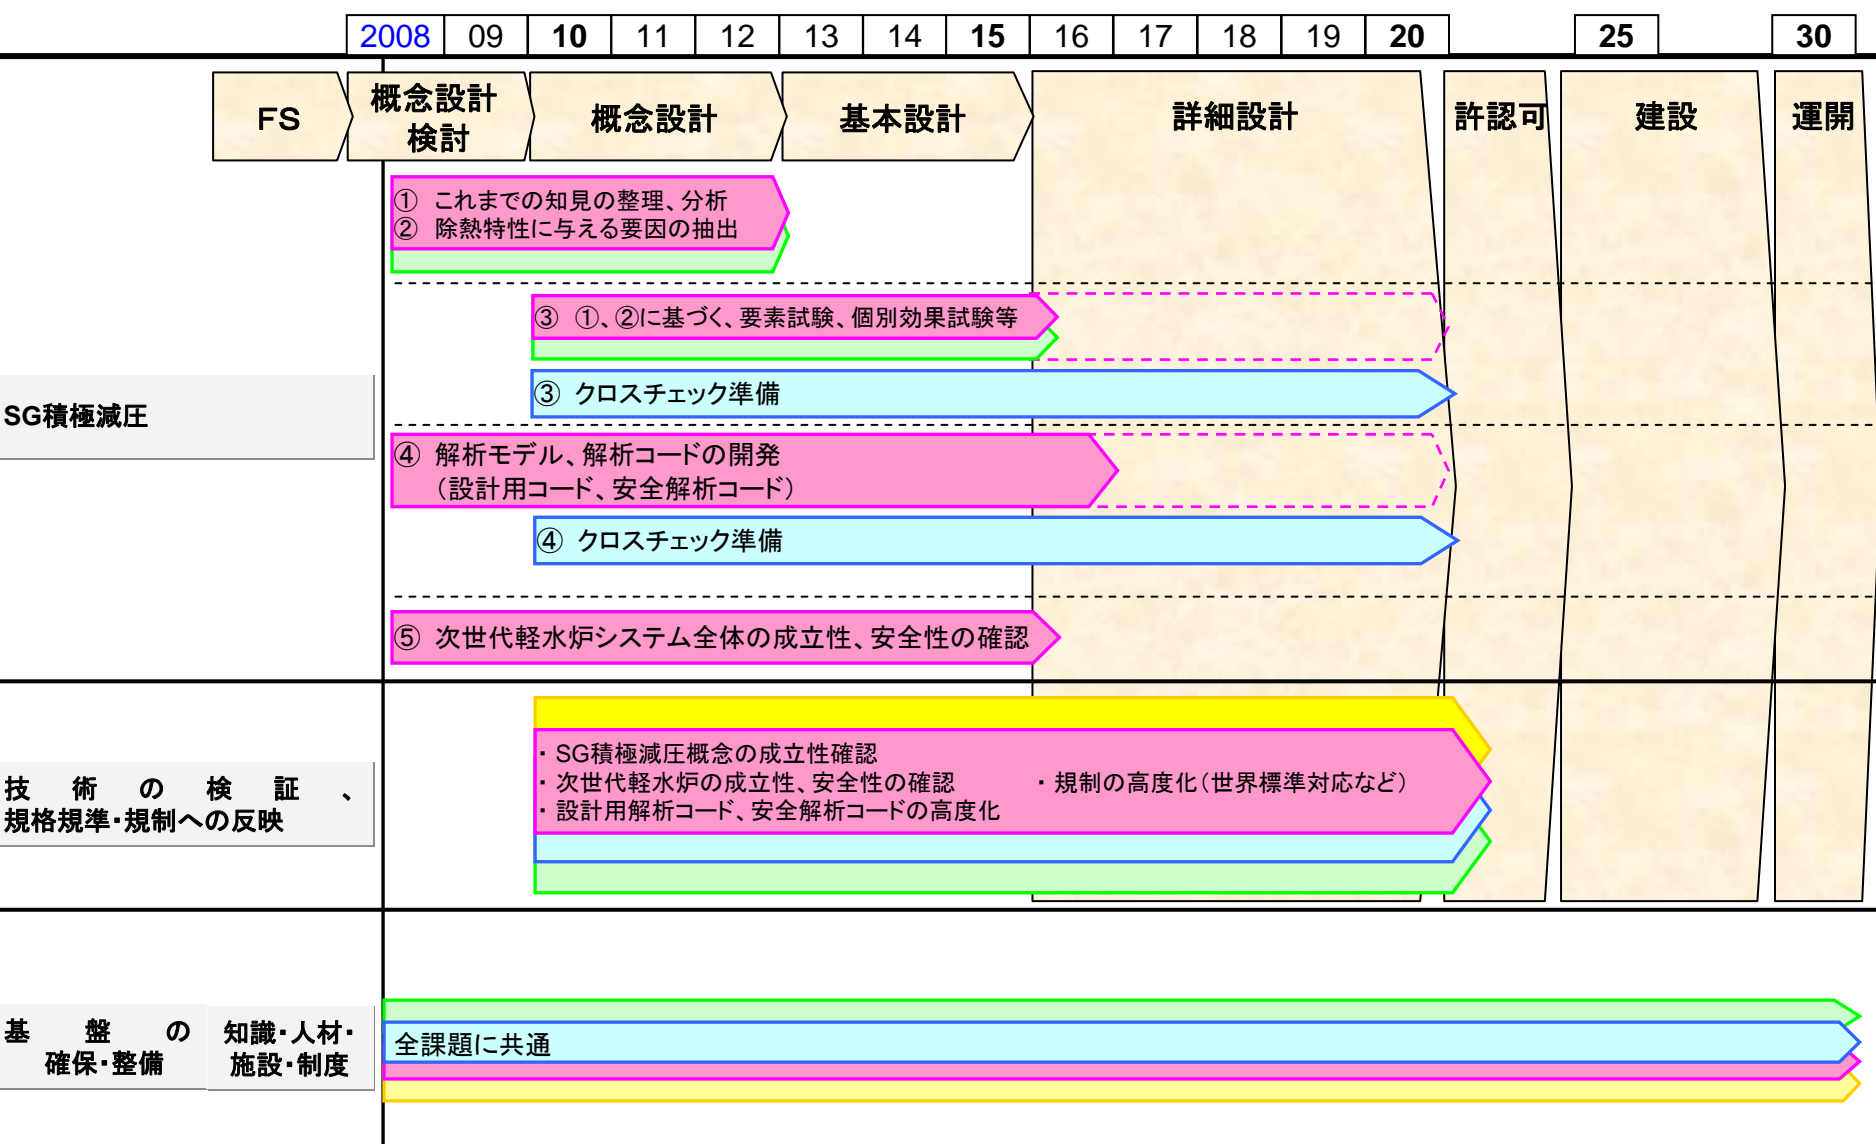 2008 09 10 11 12 13 14 15 16 17 18 19 20 25 30
FS
概念設計
検討
概念設計
基本設計
詳細設計
許認可
建設
運開
① これまでの知見の整理、分析
② 除熱特性に与える要因の抽出
③ ①、②に基づく、要素試験、個別効果試験等
③ クロスチェック準備
SG積極減圧
④ 解析モデル、解析コードの開発
（設計用コード、安全解析コード）
④ クロスチェック準備
⑤ 次世代軽水炉システム全体の成立性、安全性の確認
技術の検証、
規格規準・規制への反映
・SG積極減圧概念の成立性確認
・次世代軽水炉の成立性、安全性の確認 ・規制の高度化（世界標準対応など）
・設計用解析コード、安全解析コードの高度化
基盤の
確保・整備
知識・人材・
施設・制度
全課題に共通